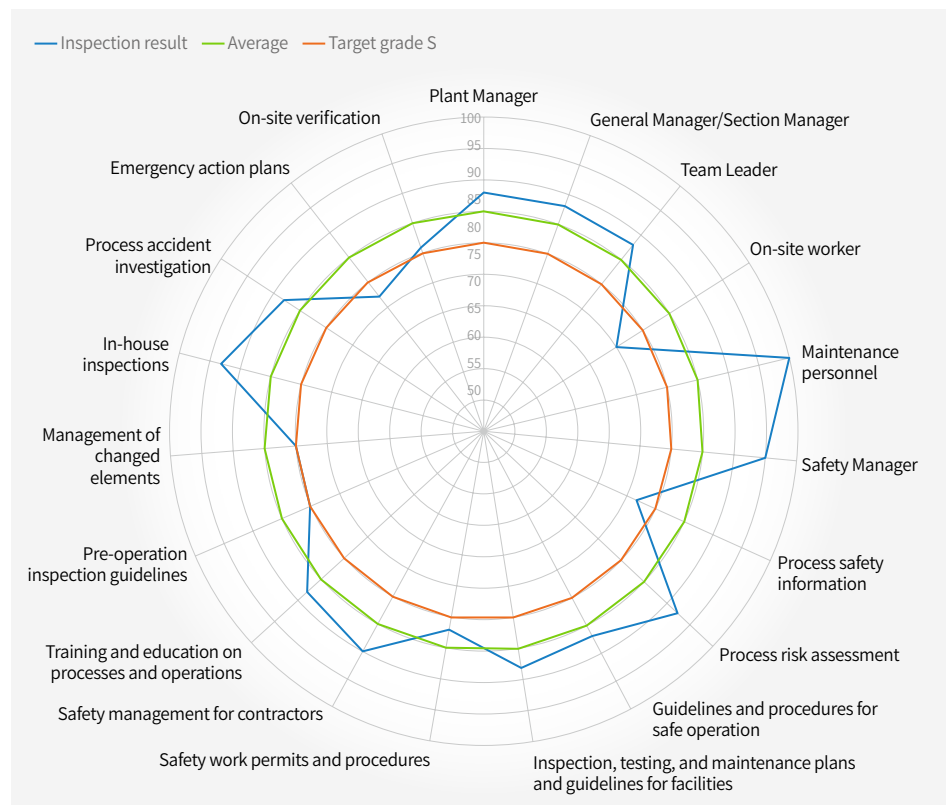 Inspection result
Average
Target grade S
Plant Manager
General Manager/Section Manager
Team Leader
On-site worker
Maintenance
personnel
Safety Manager
Process safety
information
Process risk assessment
Guidelines and procedures for
safe operation
Inspection, testing, and maintenance plans
and guidelines for facilities
Safety work permits and procedures
Safety management for contractors
Training and education on
processes and operations
Pre-operation
inspection guidelines
Management of
changed
elements
In-house
inspections
Process accident
investigation
Emergency action plans
On-site verification
100
95
90
85
80
75
70
65
60
55
50